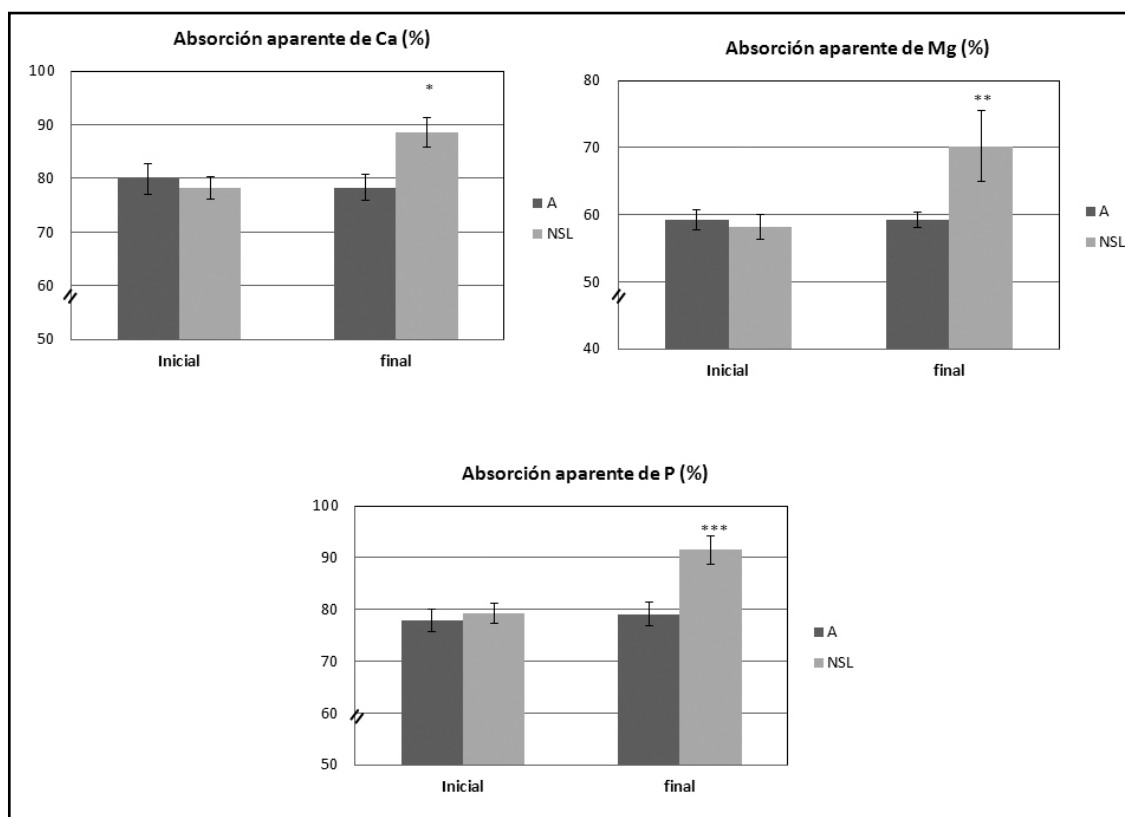 Absorción aparente de Ca (%)
100
90
80
70
60
50
*
Inicial
final
A
NSL
Absorción aparente de Mg (%)
80
70
60
50
40
**
Inicial
final
A
NSL
Absorción aparente de P (%)
100
90
80
70
60
50
***
Inicial
final
A
NSL